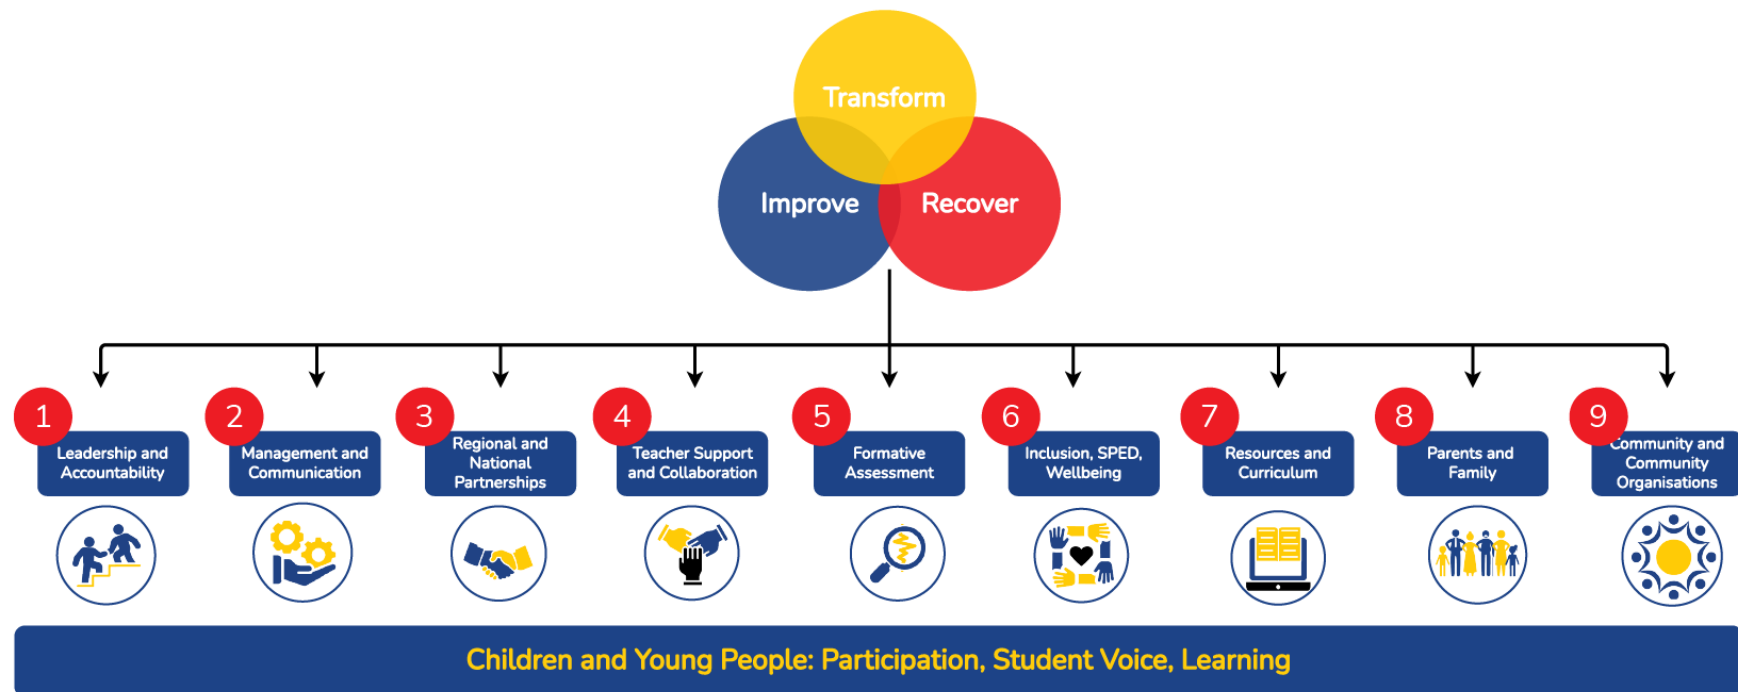 Transform
Improve
Recover
1
Leadership and
Accountability
2
Management and
Communication
3
Regional and
National
Partnerships
4
Teacher Support
and Collaboration
5
Formative
Assessment
6
Inclusion, SPED,
Wellbeing
7
Resources and
Curriculum
8
Parents and
Family
9
Community and
Community
Organisations
Children and Young People: Participation, Student Voice, Learning